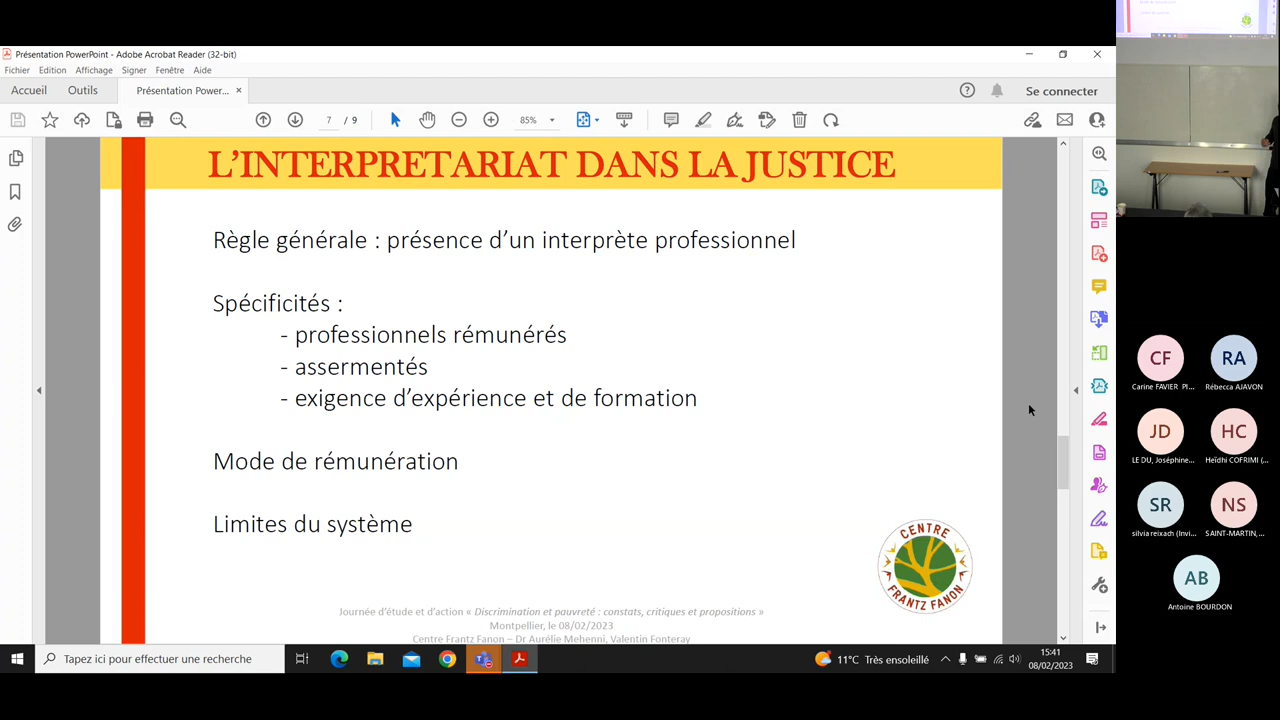 Présentation PowerPoint - Adobe Acrobat Reader (32-bit)
Fichier Edition Affichage Signer Fenêtre Aide
Accueil Outils Présentation Power... × Se connecter
7 / 9 85%
L'INTERPRETARIAT DANS LA JUSTICE
Règle générale : présence d'un interprète professionnel
Spécificités :
- professionnels rémunérés
- assermentés
- exigence d'expérience et de formation
Mode de rémunération
Limites du système
CENTRE
FRANTZ FANON
Journée d'étude et d'action « Discrimination et pauvreté : constats, critiques et propositions »
Montpellier, le 08/02/2023
Centre Frantz Fanon – Dr Aurélie Mehenni, Valentin Fonteray
CF RA
Carine FAVIER PI... Rébecca AJAVON
JD HC
LE DU, Joséphine... Heïdhi COFRIMI (...
SR NS
silvia reixach (Invi... SAINT-MARTIN,...
AB
Antoine BOURDON
Tapez ici pour effectuer une recherche
11°C Très ensoleillé
15:41
08/02/2023